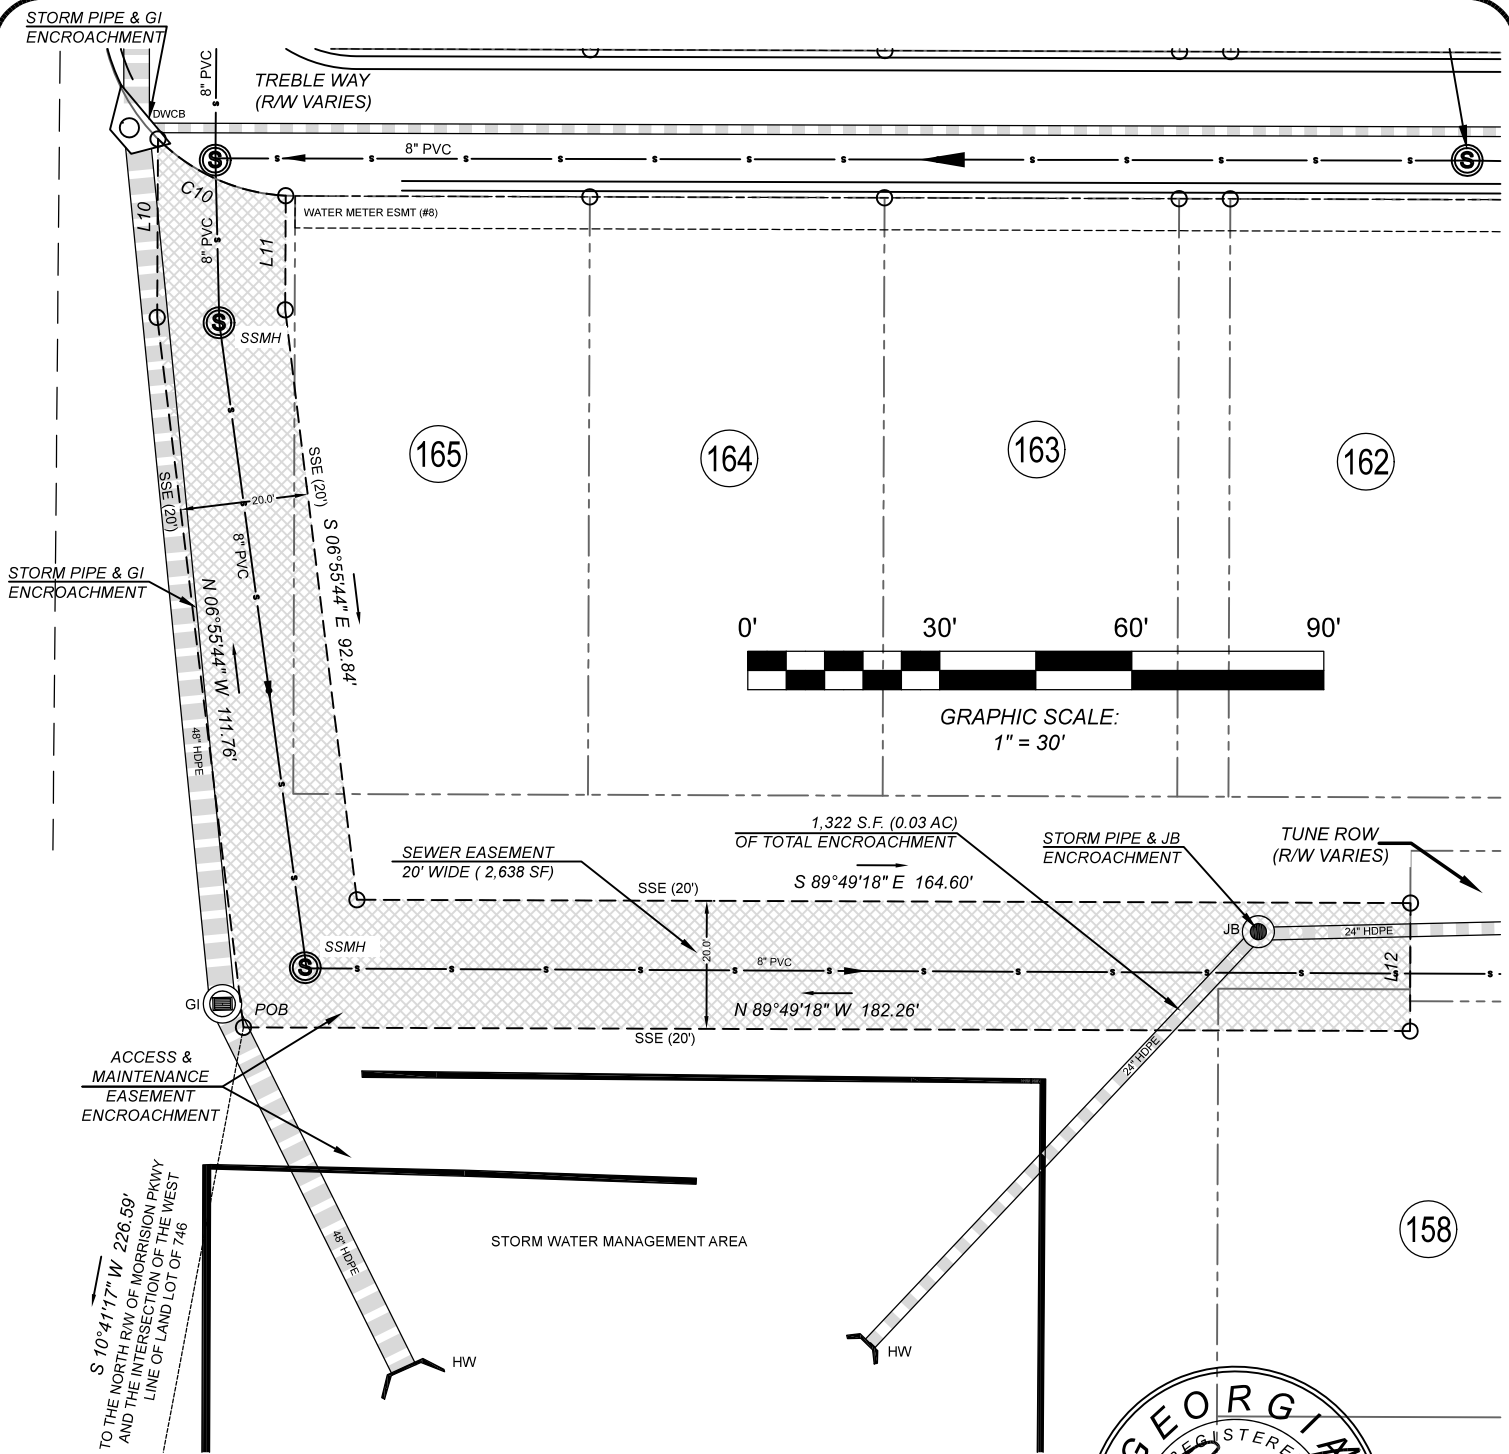 STORM PIPE & GI
ENCROACHMENT
8" PVC
TREBLE WAY
(R/W VARIES)
DWCB
8" PVC
S
S
C10
L10
8" PVC
L11
WATER METER ESMT (#8)
S
SSMH
165
164
163
162
SSE (20')
SSE (20')
20.0'
8" PVC
S 06°55'44" E 92.84'
STORM PIPE & GI
ENCROACHMENT
N 06°55'44" W 111.76'
48" HDPE
0' 30' 60' 90'
GRAPHIC SCALE:
1" = 30'
1,322 S.F. (0.03 AC)
OF TOTAL ENCROACHMENT
STORM PIPE & JB
ENCROACHMENT
TUNE ROW
(R/W VARIES)
SEWER EASEMENT
20' WIDE ( 2,638 SF)
SSE (20')
S 89°49'18" E 164.60'
JB
24" HDPE
SSMH
S
20.0'
8" PVC
L12
GI
POB
N 89°49'18" W 182.26'
SSE (20')
24" HDPE
ACCESS &
MAINTENANCE
EASEMENT
ENCROACHMENT
S 10°41'17" W 226.59'
TO THE NORTH R/W OF MORRISION PKWY
AND THE INTERSECTION OF THE WEST
LINE OF LAND LOT OF 746
48" HDPE
STORM WATER MANAGEMENT AREA
158
HW
HW
GEORGIA
REGISTERE